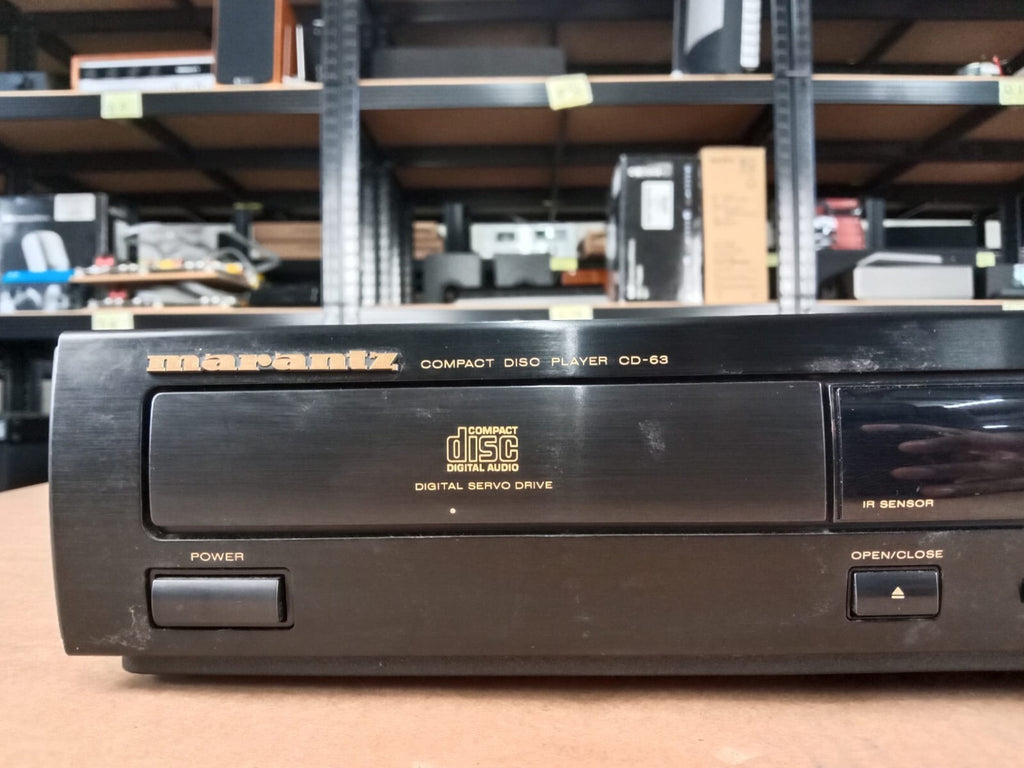 marantz COMPACT DISC PLAYER CD-63
COMPACT
disc
DIGITAL AUDIO
DIGITAL SERVO DRIVE
IR SENSOR
POWER
OPEN/CLOSE